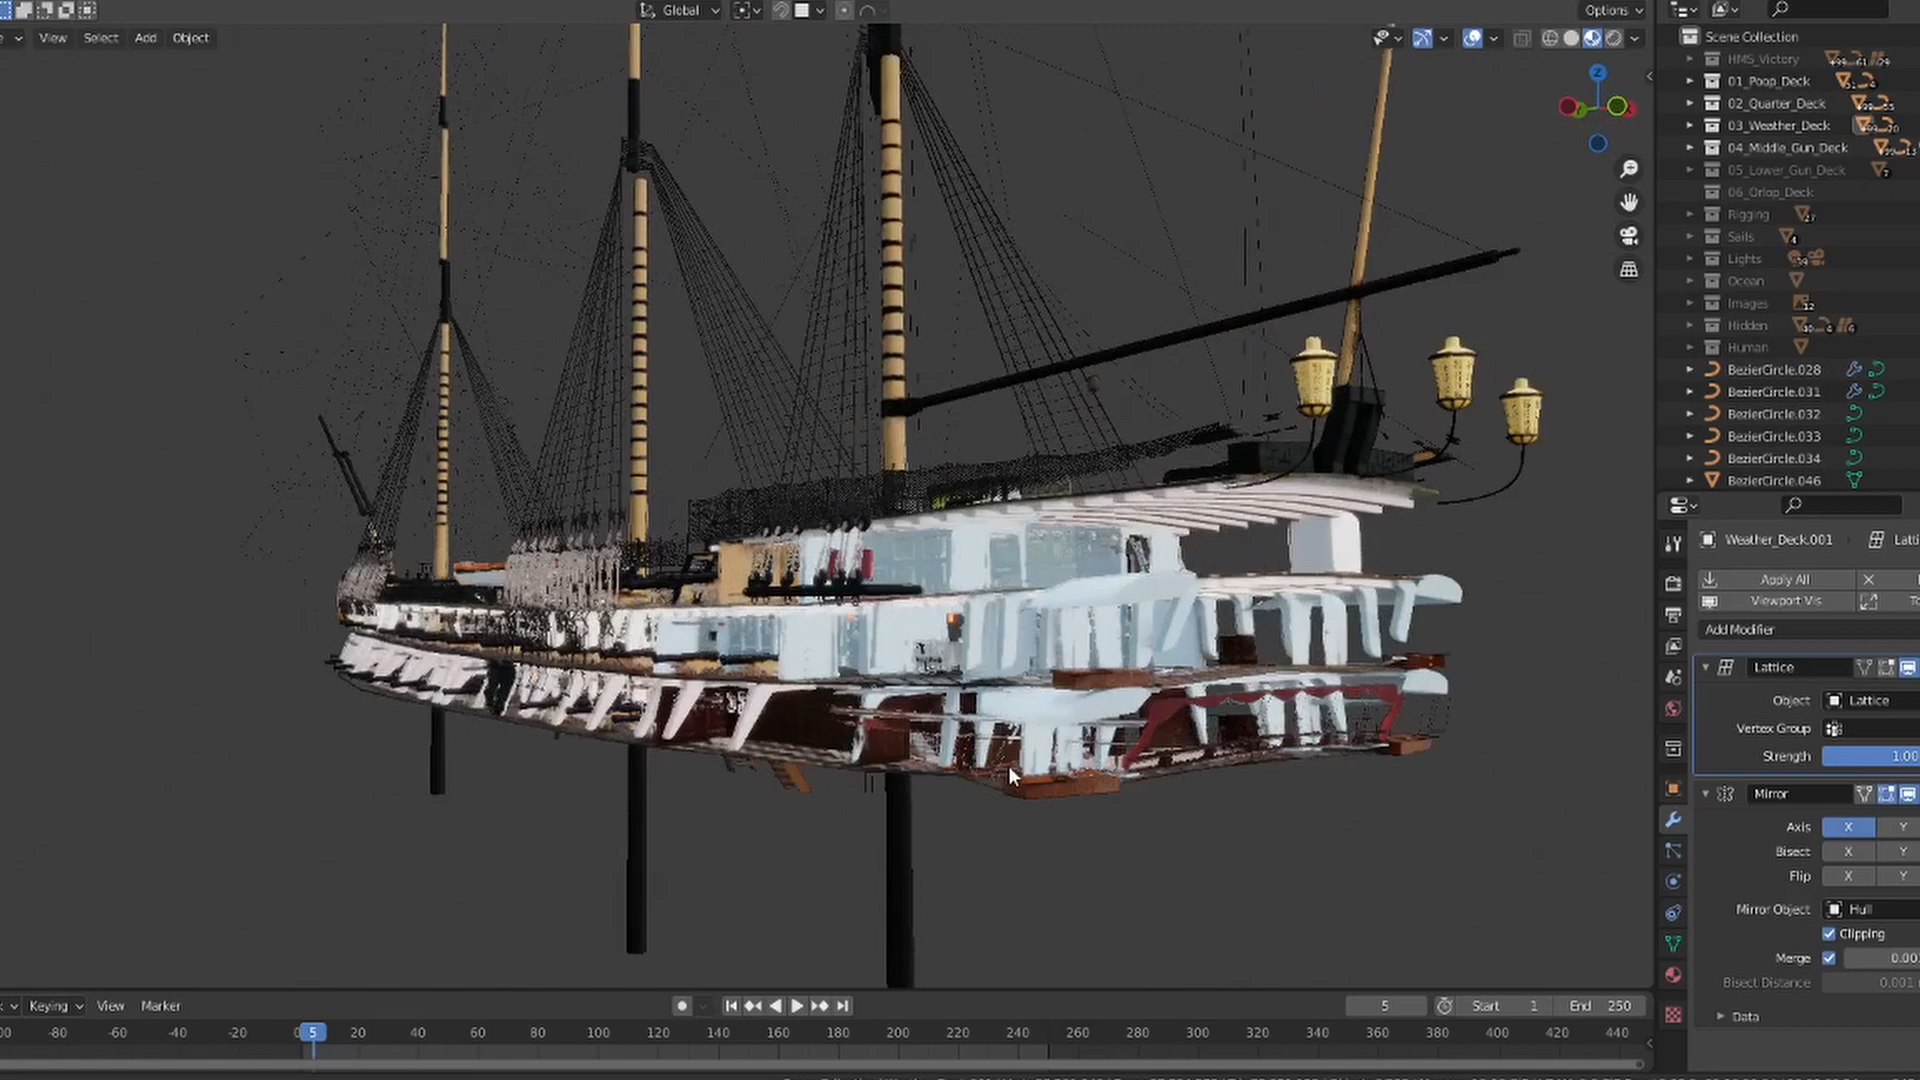 Global
Options
View Select Add Object
Scene Collection
HMS_Victory
01_Poop_Deck
02_Quarter_Deck
03_Weather_Deck
04_Middle_Gun_Deck
05_Lower_Gun_Deck
06_Orlop_Deck
Rigging
Sails
Lights
Ocean
Images
Hidden
Human
BezierCircle.028
BezierCircle.031
BezierCircle.032
BezierCircle.033
BezierCircle.034
BezierCircle.046
Weather_Deck.001 Latti
Apply All
Viewport Vis
Add Modifier
Lattice
Object Lattice
Vertex Group
Strength 1.00
Mirror
Axis X Y
Bisect X Y
Flip X Y
Mirror Object Hull
Clipping
Merge 0.00
Bisect Distance 0.001
Data
Keying View Marker
5 Start 1 End 250
-80 -60 -40 -20 5 20 40 60 80 100 120 140 160 180 200 220 240 260 280 300 320 340 360 380 400 420 440